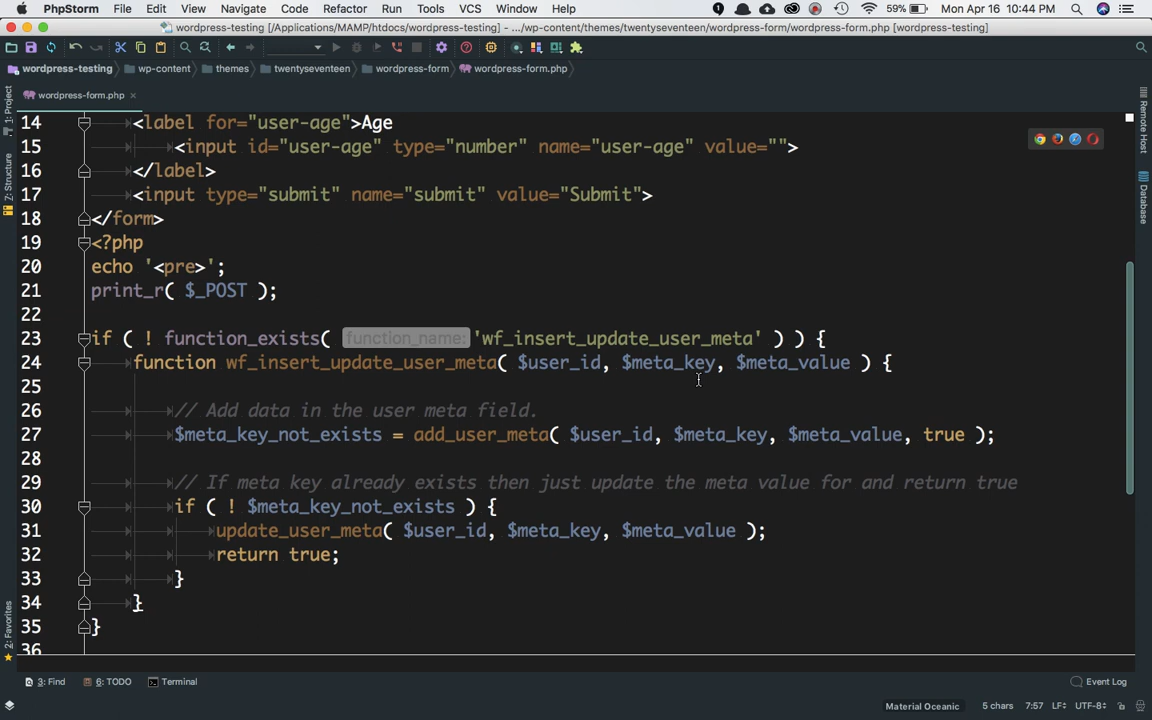 PhpStorm File Edit View Navigate Code Refactor Run Tools VCS Window Help 59% Mon Apr 16 10:44 PM
wordpress-testing [/Applications/MAMP/htdocs/wordpress-testing] - .../wp-content/themes/twentyseventeen/wordpress-form/wordpress-form.php [wordpress-testing]
wordpress-testing wp-content themes twentyseventeen wordpress-form wordpress-form.php
wordpress-form.php
1: Project
Z: Structure
2: Favorites
Remote Host
Database
14 <label for="user-age">Age
15 <input id="user-age" type="number" name="user-age" value="">
16 </label>
17 <input type="submit" name="submit" value="Submit">
18 </form>
19 <?php
20 echo '<pre>';
21 print_r( $_POST );
22
23 if ( ! function_exists( function_name: 'wf_insert_update_user_meta' ) ) {
24 function wf_insert_update_user_meta( $user_id, $meta_key, $meta_value ) {
25
26 // Add data in the user meta field.
27 $meta_key_not_exists = add_user_meta( $user_id, $meta_key, $meta_value, true );
28
29 // If meta key already exists then just update the meta value for and return true
30 if ( ! $meta_key_not_exists ) {
31 update_user_meta( $user_id, $meta_key, $meta_value );
32 return true;
33 }
34 }
35 }
36
3: Find 6: TODO Terminal Event Log
Material Oceanic 5 chars 7:57 LF UTF-8